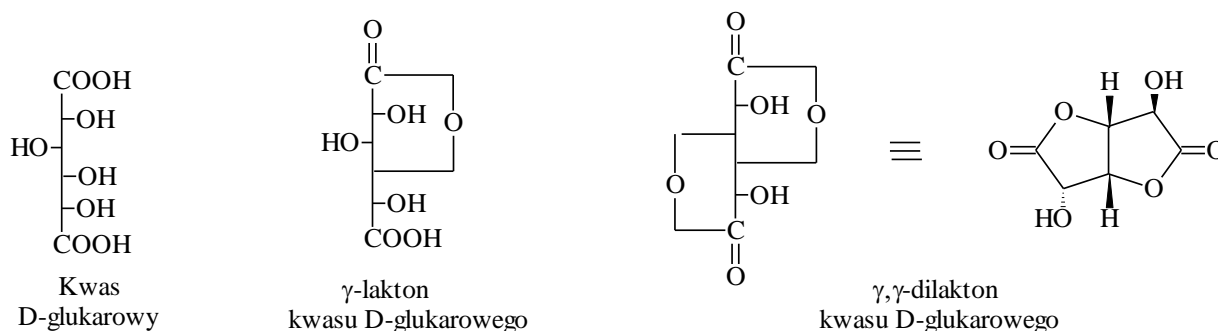 COOH
OH
HO
OH
OH
COOH
Kwas
D-glukarowy
O
C
OH
HO
O
OH
COOH
γ-lakton
kwasu D-glukarowego
O
C
OH
O
O
OH
C
O
γ,γ-dilakton
kwasu D-glukarowego
≡
H
OH
O
O
O
O
HO
H